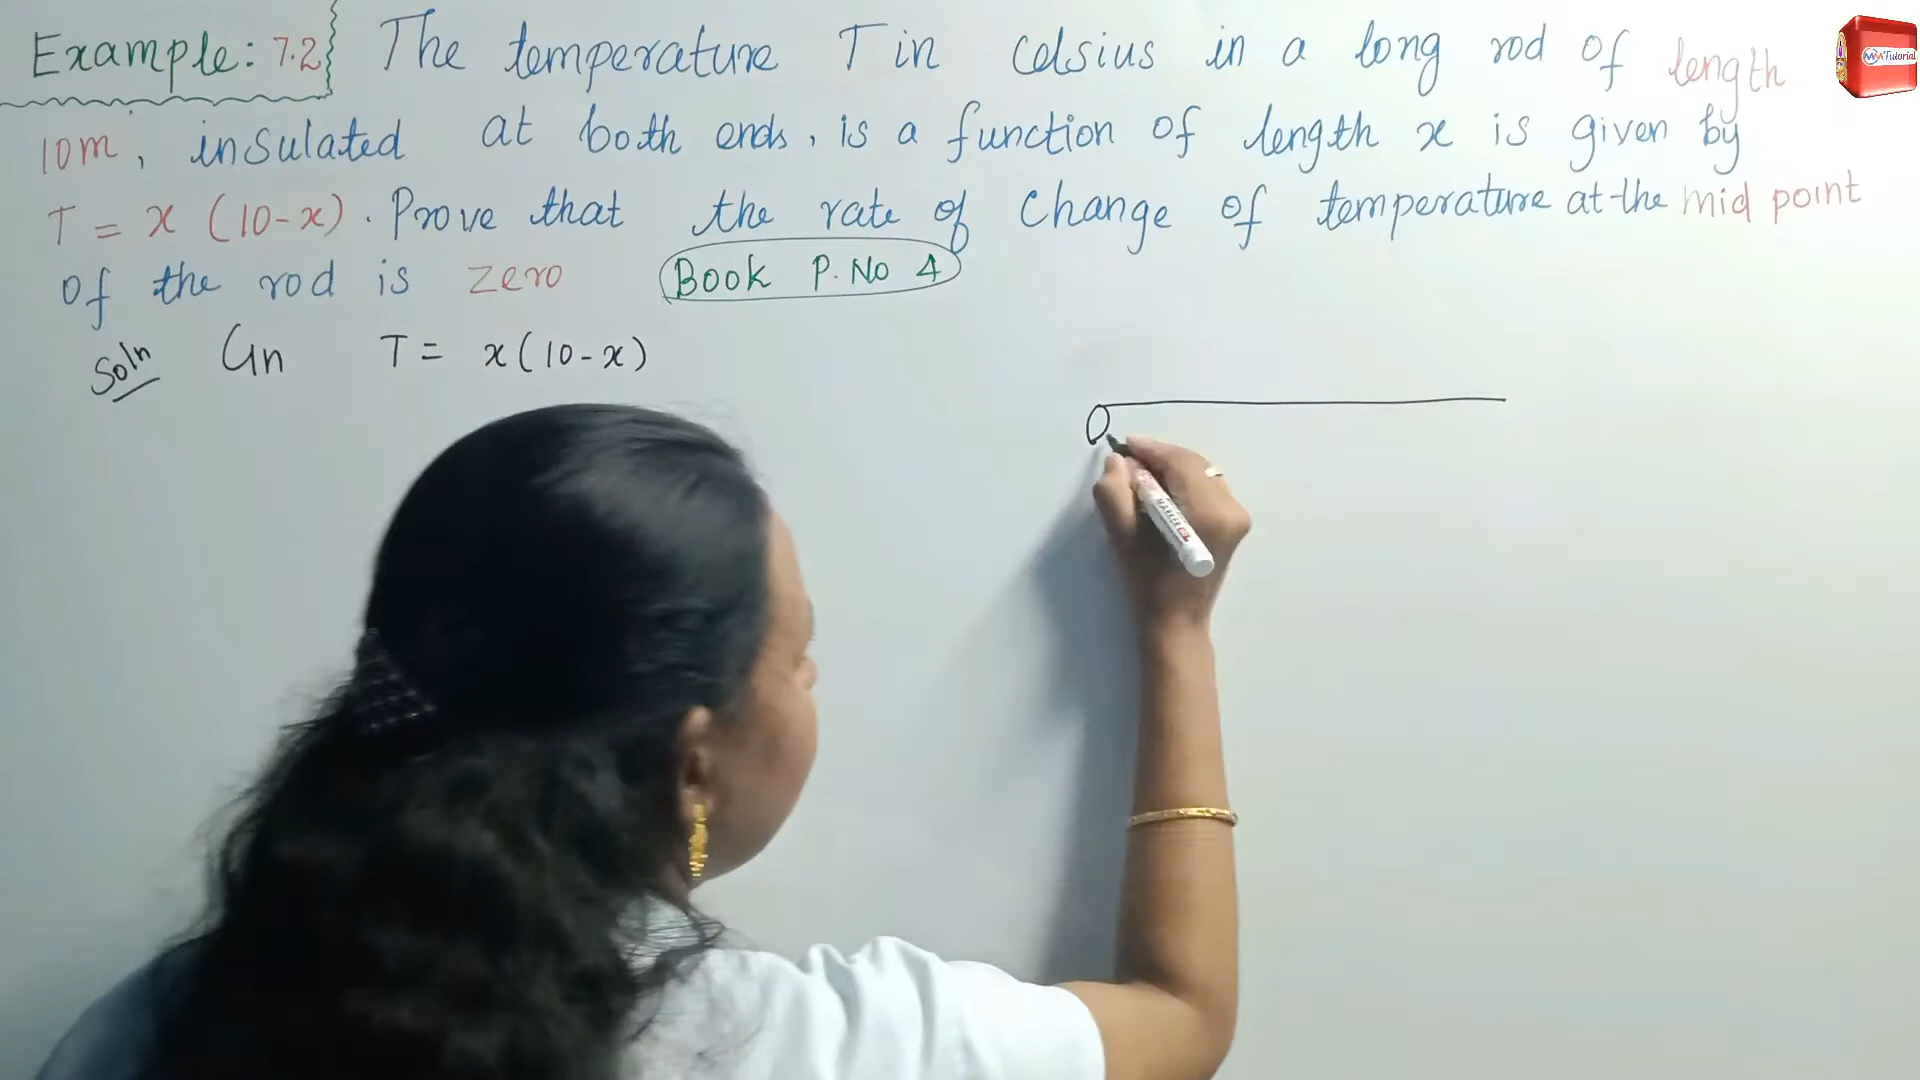 Example: 7.2 The temperature T in Celsius in a long rod of length
10m, insulated at both ends, is a function of length x is given by
T = x (10-x). Prove that the rate of change of temperature at the mid point
of the rod is zero Book P. No 4
Soln Gn T = x(10-x)
MARKER
Tutorial